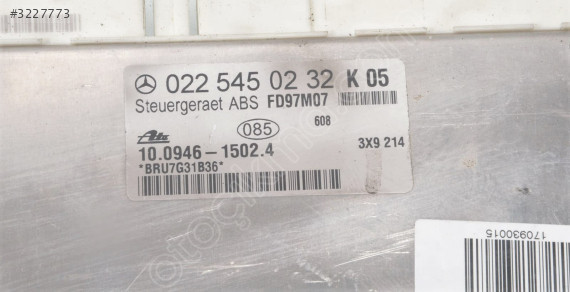 #3227773
022 545 02 32 K 05
Steuergeraet ABS FD97M07
608
085
Ate
10.0946-1502.4
3X9 214
*BRU7G31B36*
170930015